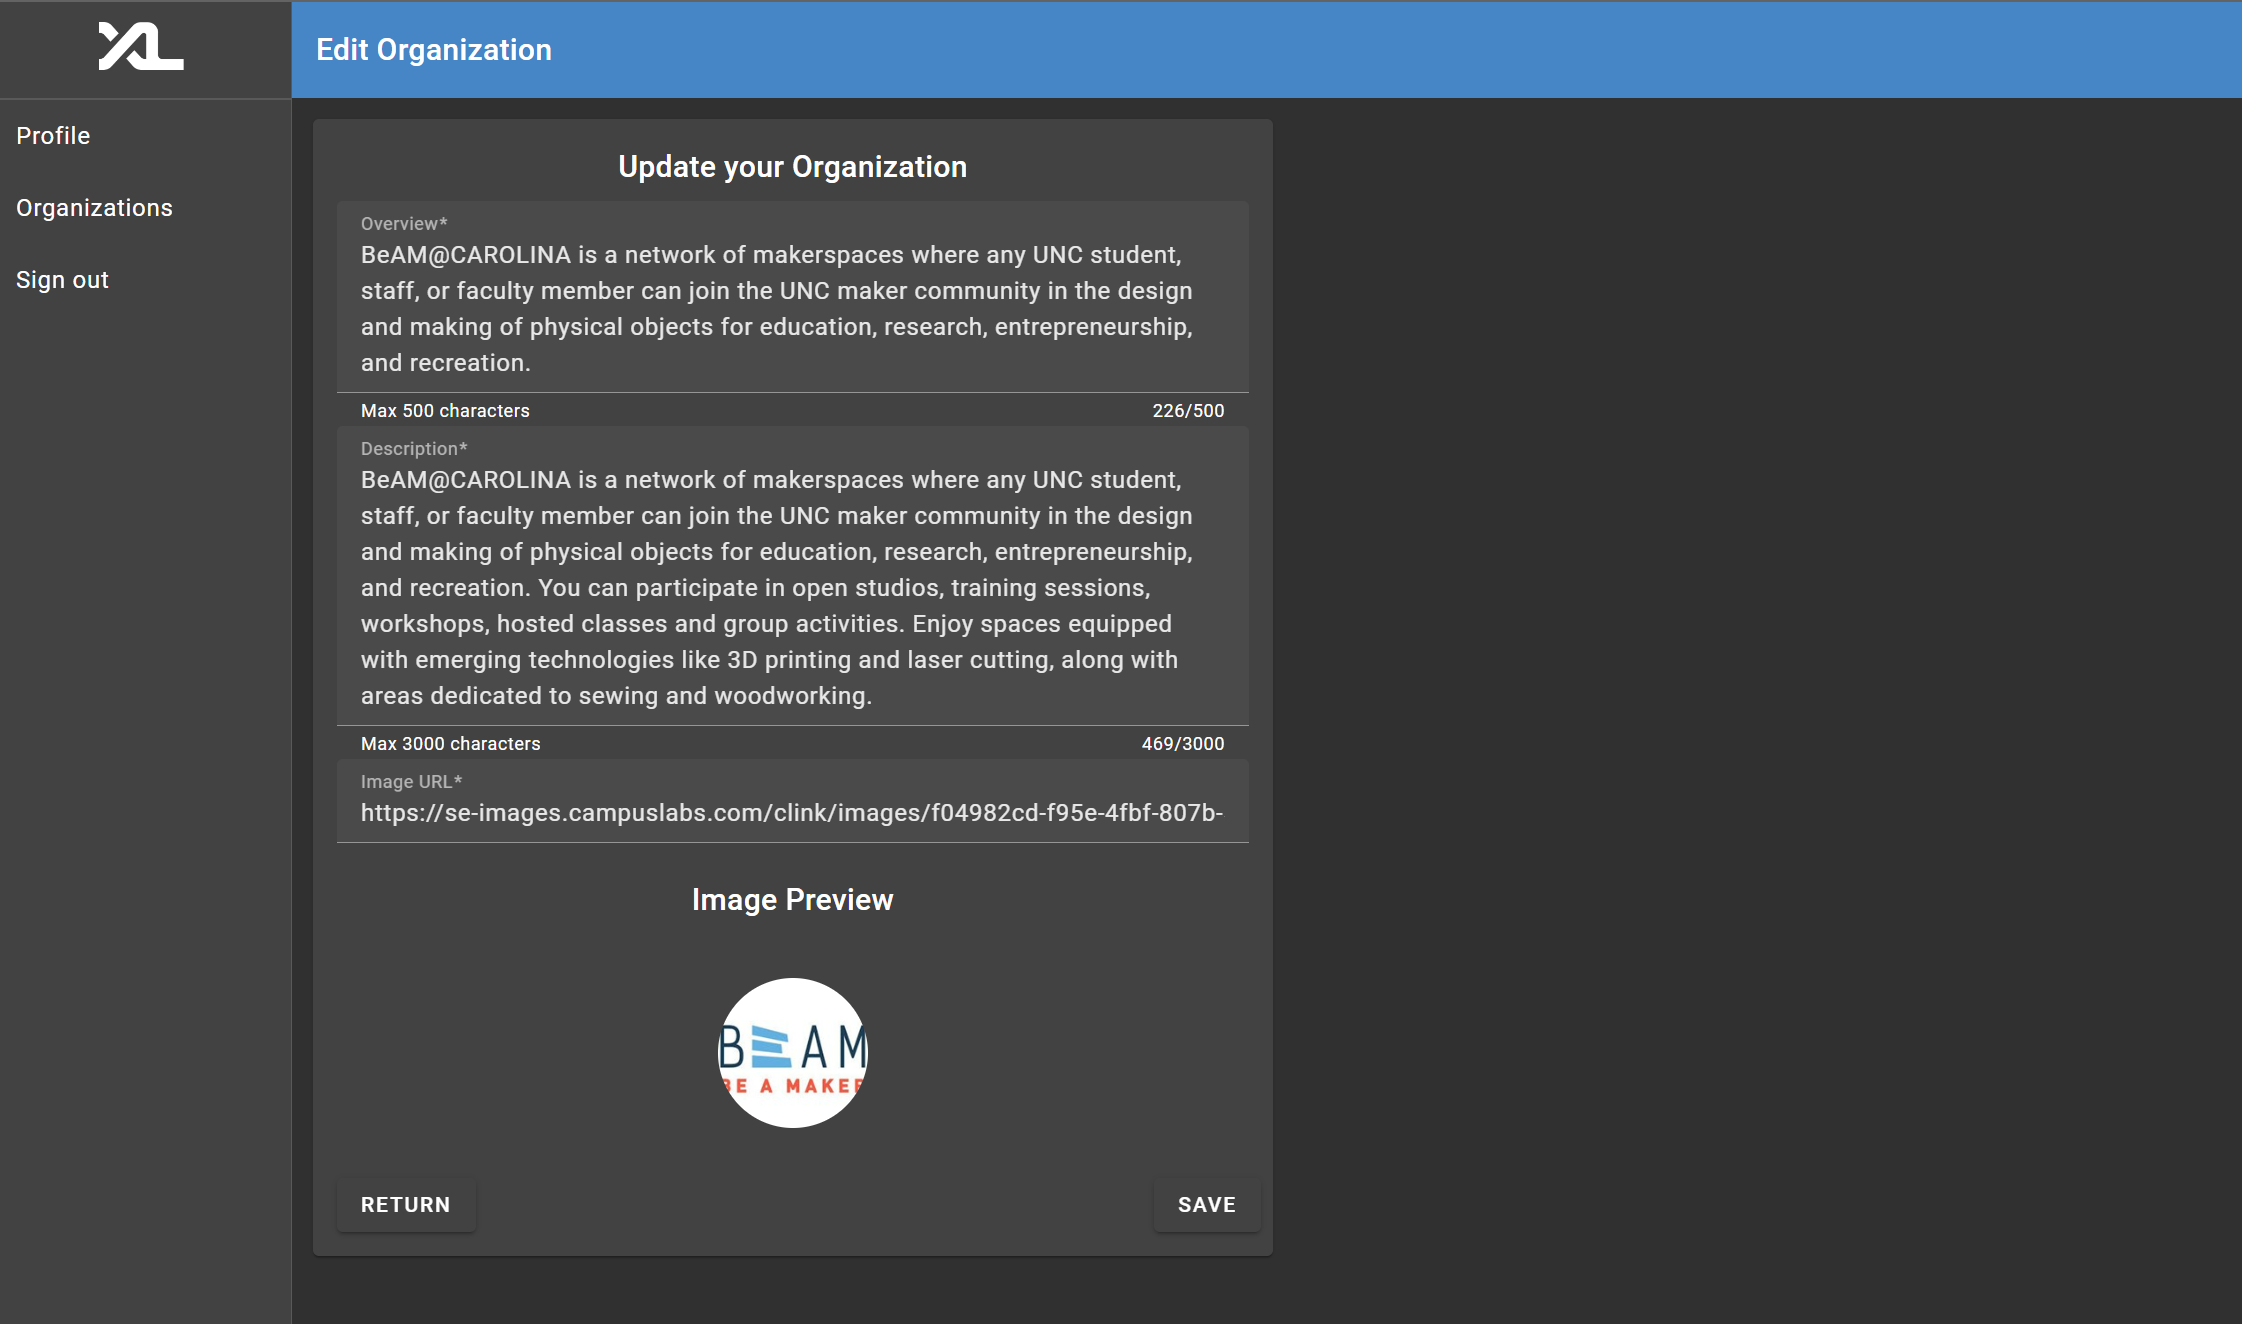 XL
Edit Organization
Profile
Organizations
Sign out
Update your Organization
Overview*
BeAM@CAROLINA is a network of makerspaces where any UNC student,
staff, or faculty member can join the UNC maker community in the design
and making of physical objects for education, research, entrepreneurship,
and recreation.
Max 500 characters 226/500
Description*
BeAM@CAROLINA is a network of makerspaces where any UNC student,
staff, or faculty member can join the UNC maker community in the design
and making of physical objects for education, research, entrepreneurship,
and recreation. You can participate in open studios, training sessions,
workshops, hosted classes and group activities. Enjoy spaces equipped
with emerging technologies like 3D printing and laser cutting, along with
areas dedicated to sewing and woodworking.
Max 3000 characters 469/3000
Image URL*
https://se-images.campuslabs.com/clink/images/f04982cd-f95e-4fbf-807b-
Image Preview
BEAM
BE A MAKER
RETURN SAVE